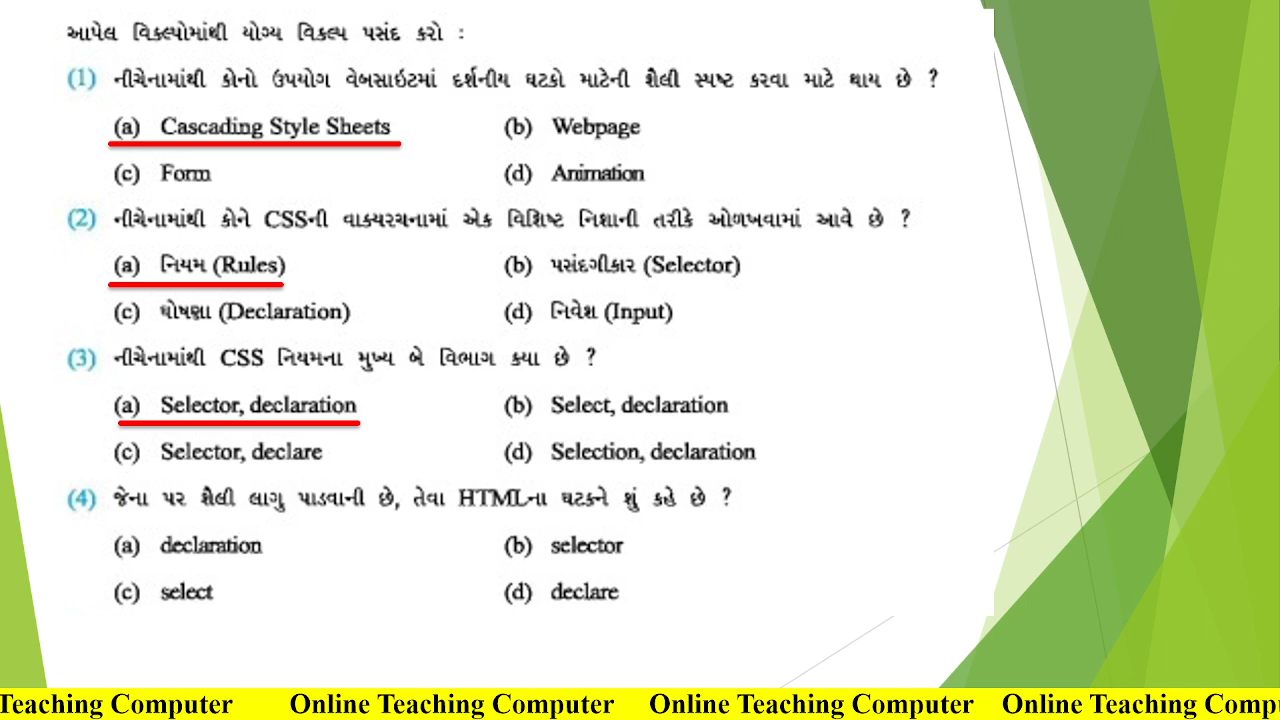 આપેલ વિકલ્પોમાંથી યોગ્ય વિકલ્પ પસંદ કરો :
(1) નીચેનામાંથી કોનો ઉપયોગ વેબસાઇટમાં દર્શનીય ઘટકો માટેની શૈલી સ્પષ્ટ કરવા માટે થાય છે ?
(a) Cascading Style Sheets (b) Webpage
(c) Form (d) Animation
(2) નીચેનામાંથી કોને CSSની વાક્યરચનામાં એક વિશિષ્ટ નિશાની તરીકે ઓળખવામાં આવે છે ?
(a) નિયમ (Rules) (b) પસંદગીકાર (Selector)
(c) ઘોષણા (Declaration) (d) નિવેશ (Input)
(3) નીચેનામાંથી CSS નિયમના મુખ્ય બે વિભાગ ક્યા છે ?
(a) Selector, declaration (b) Select, declaration
(c) Selector, declare (d) Selection, declaration
(4) જેના પર શૈલી લાગુ પાડવાની છે, તેવા HTMLના ઘટકને શું કહે છે ?
(a) declaration (b) selector
(c) select (d) declare
Teaching Computer Online Teaching Computer Online Teaching Computer Online Teaching Comp